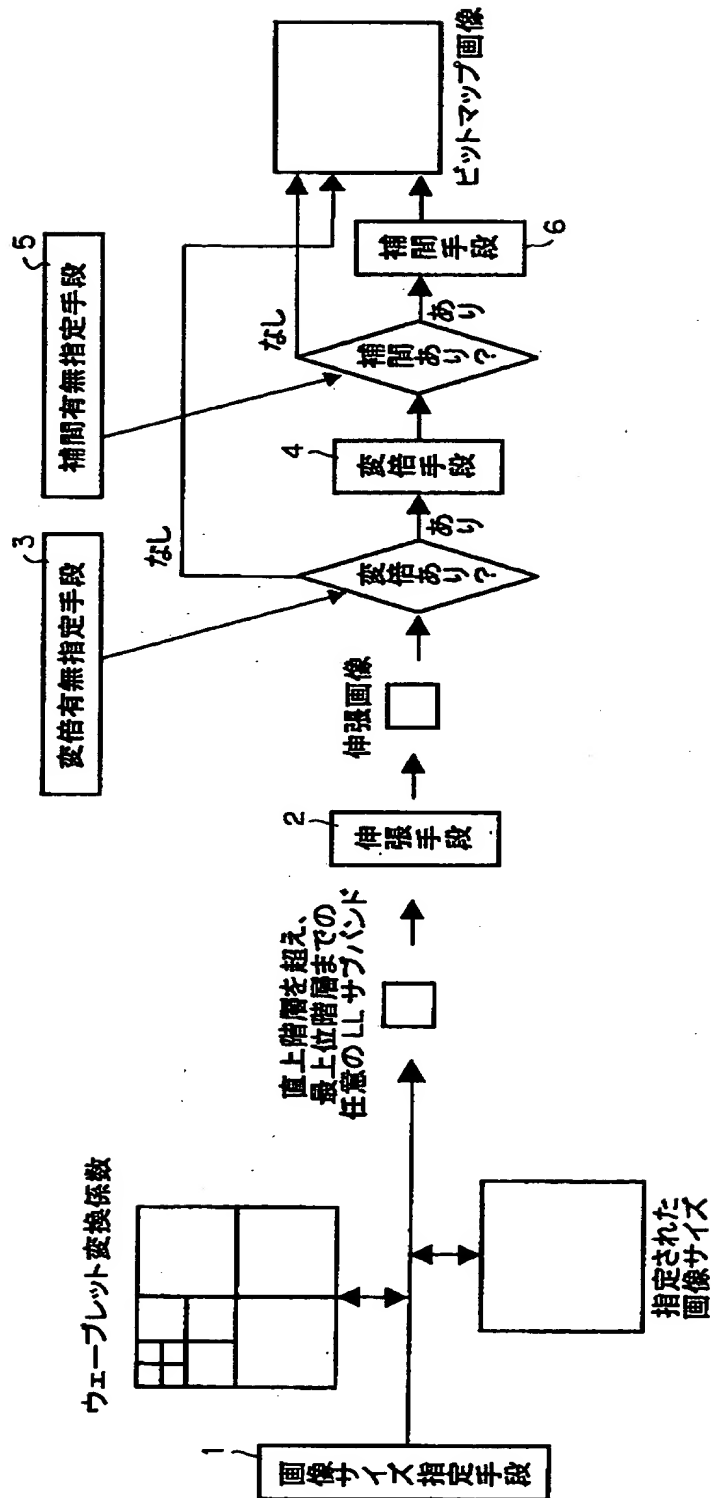 1
画像サイズ指定手段
ウェーブレット変換係数
指定された
画像サイズ
直上階層を超え、
最上位階層までの
任意のLLサブバンド
2
伸張手段
伸張画像
3
変倍有無指定手段
変倍あり?
なし
あり
4
変倍手段
5
補間有無指定手段
補間あり?
なし
あり
補間手段
6
ビットマップ画像